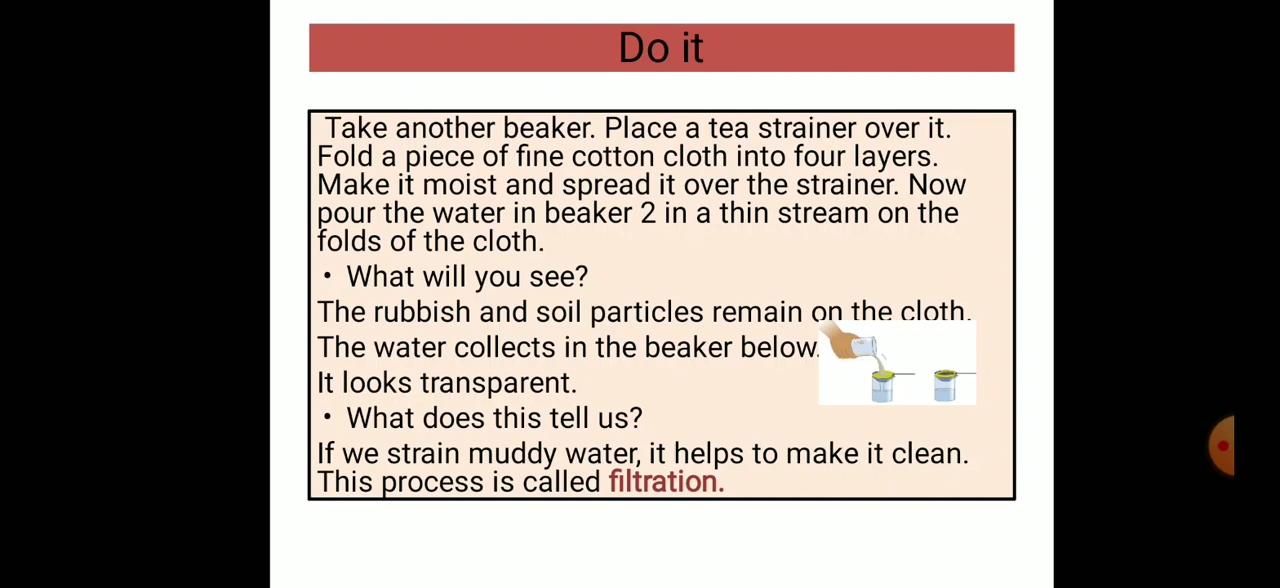 Do it
Take another beaker. Place a tea strainer over it.
Fold a piece of fine cotton cloth into four layers.
Make it moist and spread it over the strainer. Now
pour the water in beaker 2 in a thin stream on the
folds of the cloth.
• What will you see?
The rubbish and soil particles remain on the cloth.
The water collects in the beaker below.
It looks transparent.
• What does this tell us?
If we strain muddy water, it helps to make it clean.
This process is called filtration.